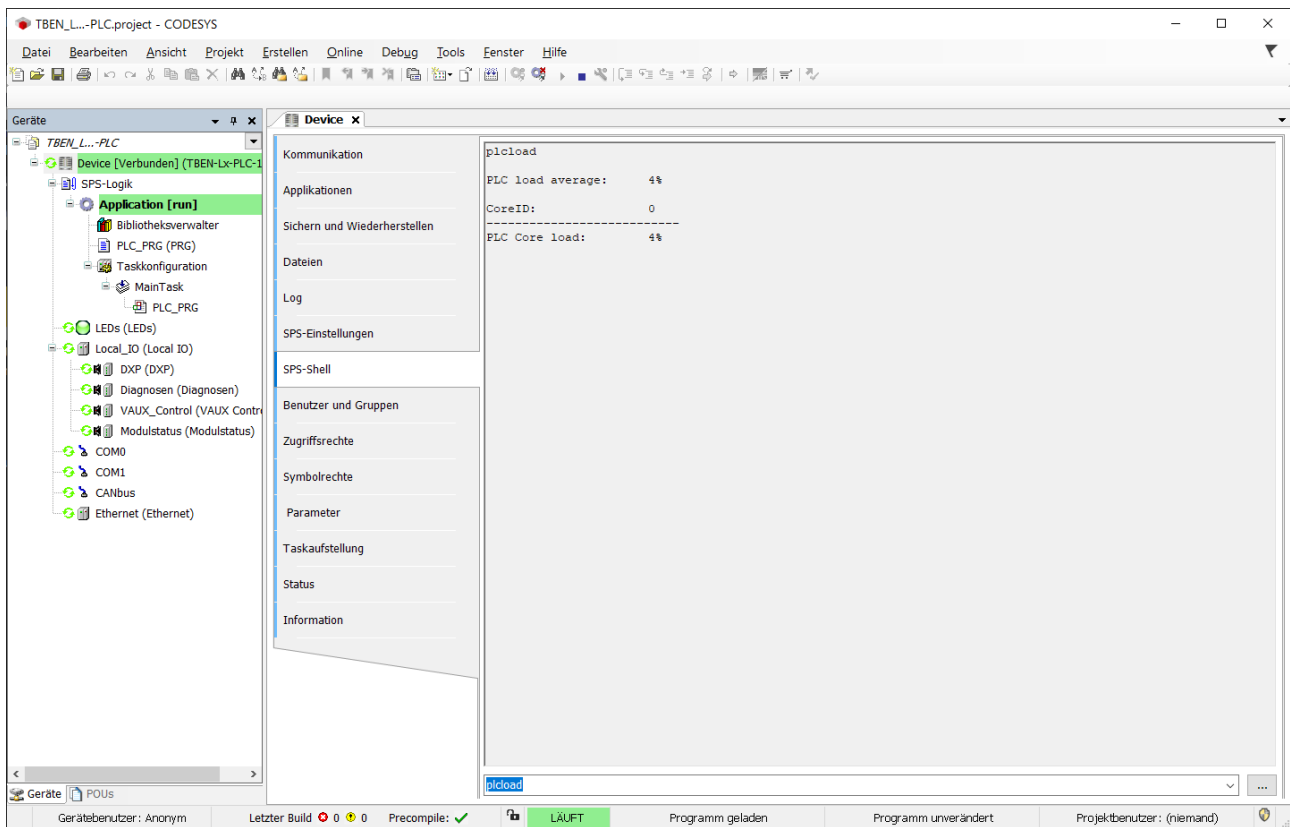 TBEN_L...-PLC.project - CODESYS
Datei Bearbeiten Ansicht Projekt Erstellen Online Debug Tools Fenster Hilfe
Geräte
TBEN_L...-PLC
Device [Verbunden] (TBEN-Lx-PLC-1
SPS-Logik
Application [run]
Bibliotheksverwalter
PLC_PRG (PRG)
Taskkonfiguration
MainTask
PLC_PRG
LEDs (LEDs)
Local_IO (Local IO)
DXP (DXP)
Diagnosen (Diagnosen)
VAUX_Control (VAUX Contr
Modulstatus (Modulstatus)
COM0
COM1
CANbus
Ethernet (Ethernet)
Geräte POUs
Device
Kommunikation
Applikationen
Sichern und Wiederherstellen
Dateien
Log
SPS-Einstellungen
SPS-Shell
Benutzer und Gruppen
Zugriffsrechte
Symbolrechte
Parameter
Taskaufstellung
Status
Information
plcload
PLC load average: 4%
CoreID: 0
----------------------------
PLC Core load: 4%
plcload
...
Gerätebenutzer: Anonym Letzter Build 0 0 Precompile: LÄUFT Programm geladen Programm unverändert Projektbenutzer: (niemand)